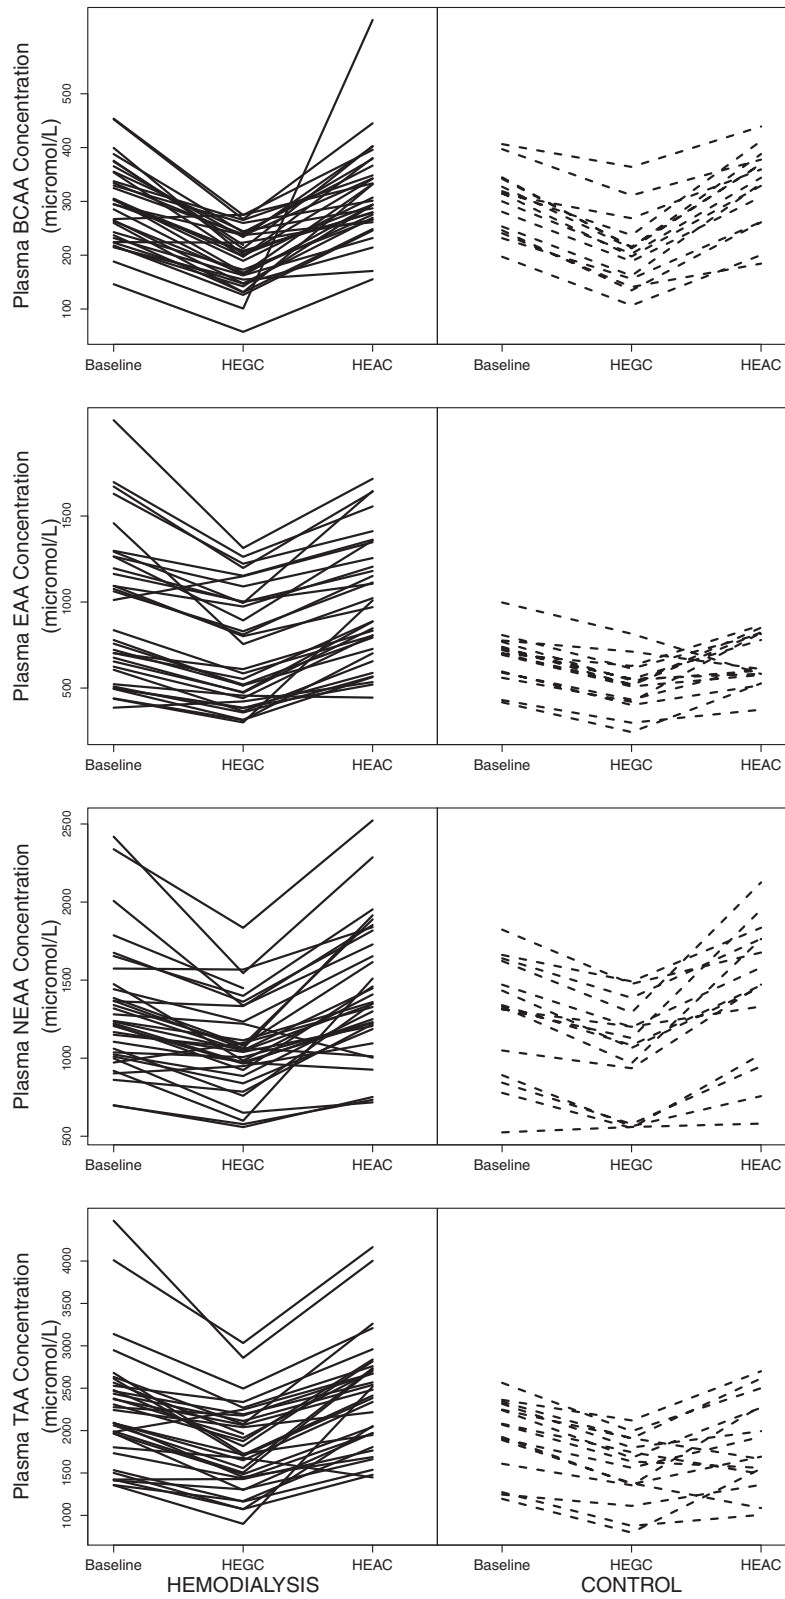 Plasma BCAA Concentration
(micromol/L)
500
400
300
200
100
Baseline HEGC HEAC Baseline HEGC HEAC
Plasma EAA Concentration
(micromol/L)
1500
1000
500
Baseline HEGC HEAC Baseline HEGC HEAC
Plasma NEAA Concentration
(micromol/L)
2500
2000
1500
1000
500
Baseline HEGC HEAC Baseline HEGC HEAC
Plasma TAA Concentration
(micromol/L)
4000
3500
3000
2500
2000
1500
1000
Baseline HEGC HEAC Baseline HEGC HEAC
HEMODIALYSIS CONTROL